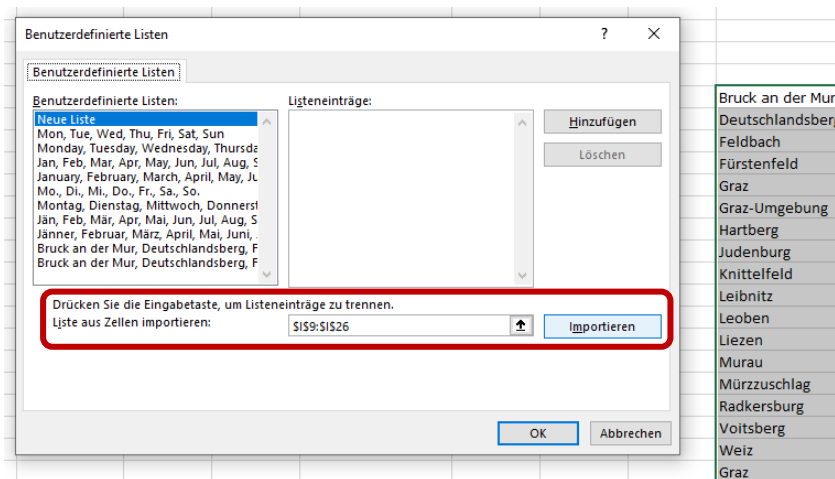 Benutzerdefinierte Listen
?
Benutzerdefinierte Listen
Benutzerdefinierte Listen:
Neue Liste
Mon, Tue, Wed, Thu, Fri, Sat, Sun
Monday, Tuesday, Wednesday, Thursda
Jan, Feb, Mar, Apr, May, Jun, Jul, Aug, S
January, February, March, April, May, Ju
Mo., Di., Mi., Do., Fr., Sa., So.
Montag, Dienstag, Mittwoch, Donnerst
Jän, Feb, Mär, Apr, Mai, Jun, Jul, Aug, S
Jänner, Februar, März, April, Mai, Juni, .
Bruck an der Mur, Deutschlandsberg, F
Bruck an der Mur, Deutschlandsberg, F
Listeneinträge:
Hinzufügen
Löschen
Drücken Sie die Eingabetaste, um Listeneinträge zu trennen.
Liste aus Zellen importieren:
$I$9:$I$26
Importieren
OK
Abbrechen
Bruck an der Mur
Deutschlandsberg
Feldbach
Fürstenfeld
Graz
Graz-Umgebung
Hartberg
Judenburg
Knittelfeld
Leibnitz
Leoben
Liezen
Murau
Mürzzuschlag
Radkersburg
Voitsberg
Weiz
Graz